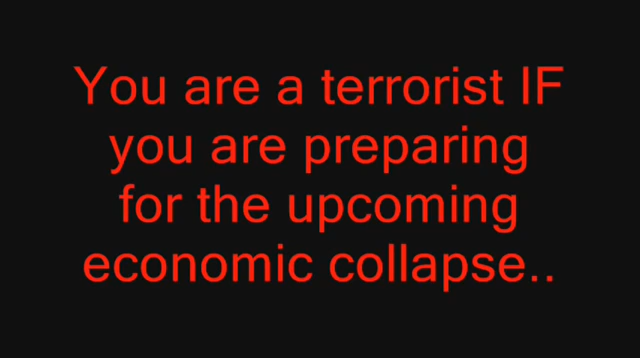 You are a terrorist IF
you are preparing
for the upcoming
economic collapse..